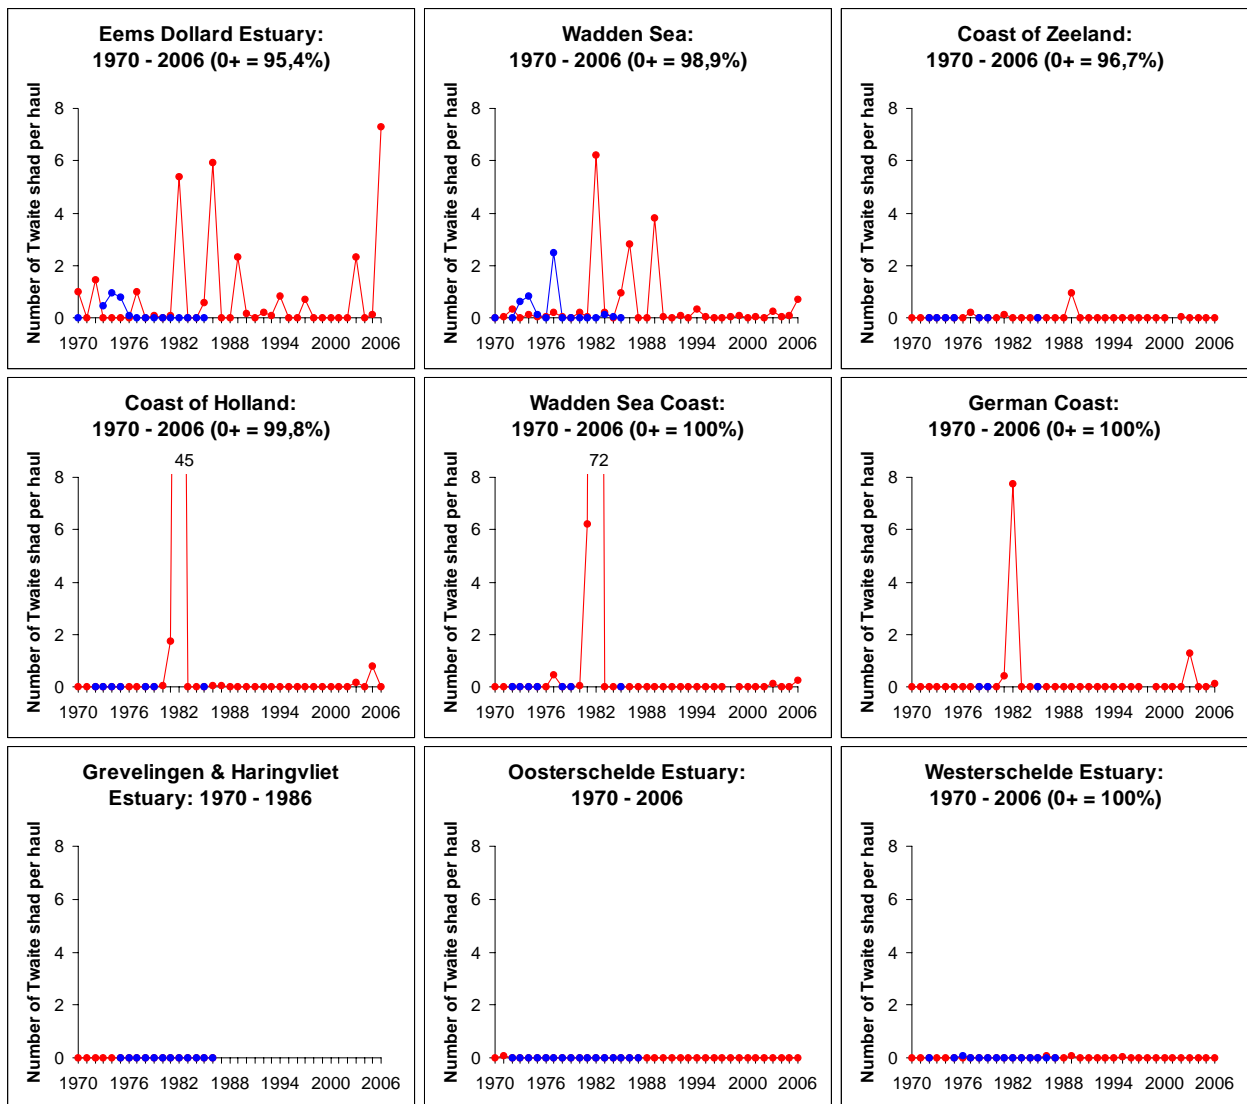 Eems Dollard Estuary:
1970 - 2006 (0+ = 95,4%)
Number of Twaite shad per haul
8
6
4
2
0
1970 1976 1982 1988 1994 2000 2006
Wadden Sea:
1970 - 2006 (0+ = 98,9%)
Number of Twaite shad per haul
8
6
4
2
0
1970 1976 1982 1988 1994 2000 2006
Coast of Zeeland:
1970 - 2006 (0+ = 96,7%)
Number of Twaite shad per haul
8
6
4
2
0
1970 1976 1982 1988 1994 2000 2006
Coast of Holland:
1970 - 2006 (0+ = 99,8%)
45
Number of Twaite shad per haul
8
6
4
2
0
1970 1976 1982 1988 1994 2000 2006
Wadden Sea Coast:
1970 - 2006 (0+ = 100%)
72
Number of Twaite shad per haul
8
6
4
2
0
1970 1976 1982 1988 1994 2000 2006
German Coast:
1970 - 2006 (0+ = 100%)
Number of Twaite shad per haul
8
6
4
2
0
1970 1976 1982 1988 1994 2000 2006
Grevelingen & Haringvliet
Estuary: 1970 - 1986
Number of Twaite shad per haul
8
6
4
2
0
1970 1976 1982 1988 1994 2000 2006
Oosterschelde Estuary:
1970 - 2006
Number of Twaite shad per haul
8
6
4
2
0
1970 1976 1982 1988 1994 2000 2006
Westerschelde Estuary:
1970 - 2006 (0+ = 100%)
Number of Twaite shad per haul
8
6
4
2
0
1970 1976 1982 1988 1994 2000 2006